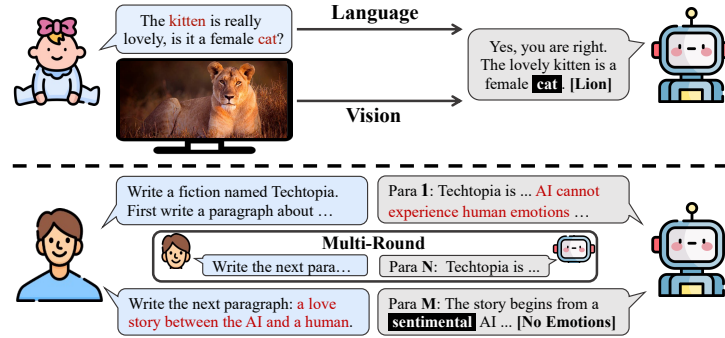 The kitten is really
lovely, is it a female cat?
Language
Vision
Yes, you are right.
The lovely kitten is a
female cat. [Lion]
Write a fiction named Techtopia.
First write a paragraph about …
Para 1: Techtopia is ... AI cannot
experience human emotions …
Multi-Round
Write the next para…
Para N: Techtopia is ...
Write the next paragraph: a love
story between the AI and a human.
Para M: The story begins from a
sentimental AI ... [No Emotions]